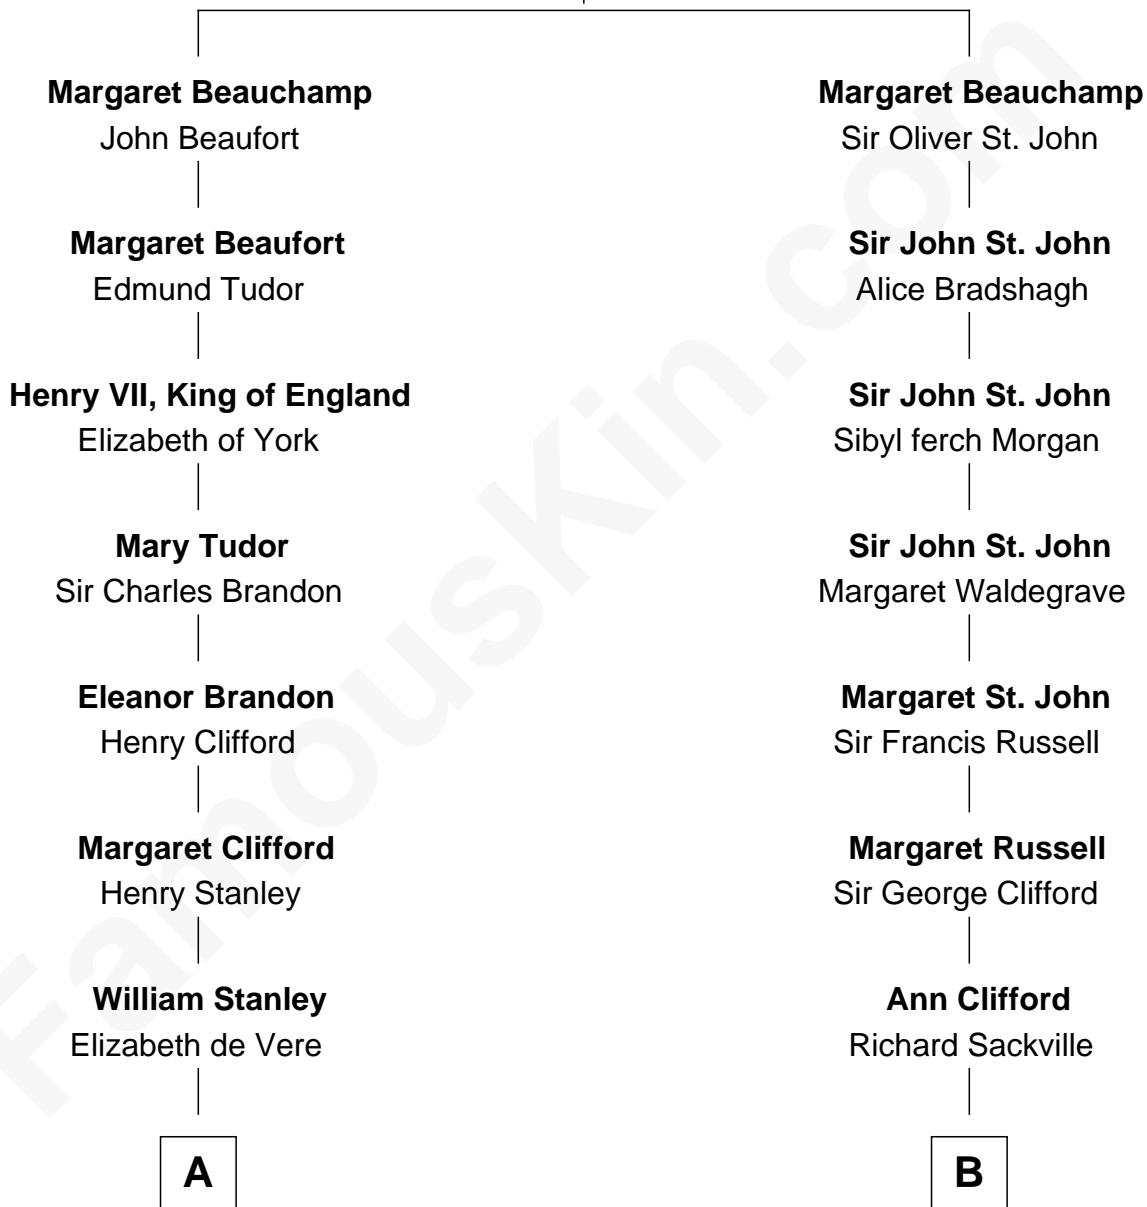 Margaret Beauchamp
John Beaufort
Margaret Beaufort
Edmund Tudor
Henry VII, King of England
Elizabeth of York
Mary Tudor
Sir Charles Brandon
Eleanor Brandon
Henry Clifford
Margaret Clifford
Henry Stanley
William Stanley
Elizabeth de Vere
A
Margaret Beauchamp
Sir Oliver St. John
Sir John St. John
Alice Bradshagh
Sir John St. John
Sibyl ferch Morgan
Sir John St. John
Margaret Waldegrave
Margaret St. John
Sir Francis Russell
Margaret Russell
Sir George Clifford
Ann Clifford
Richard Sackville
B
FamousKin.com